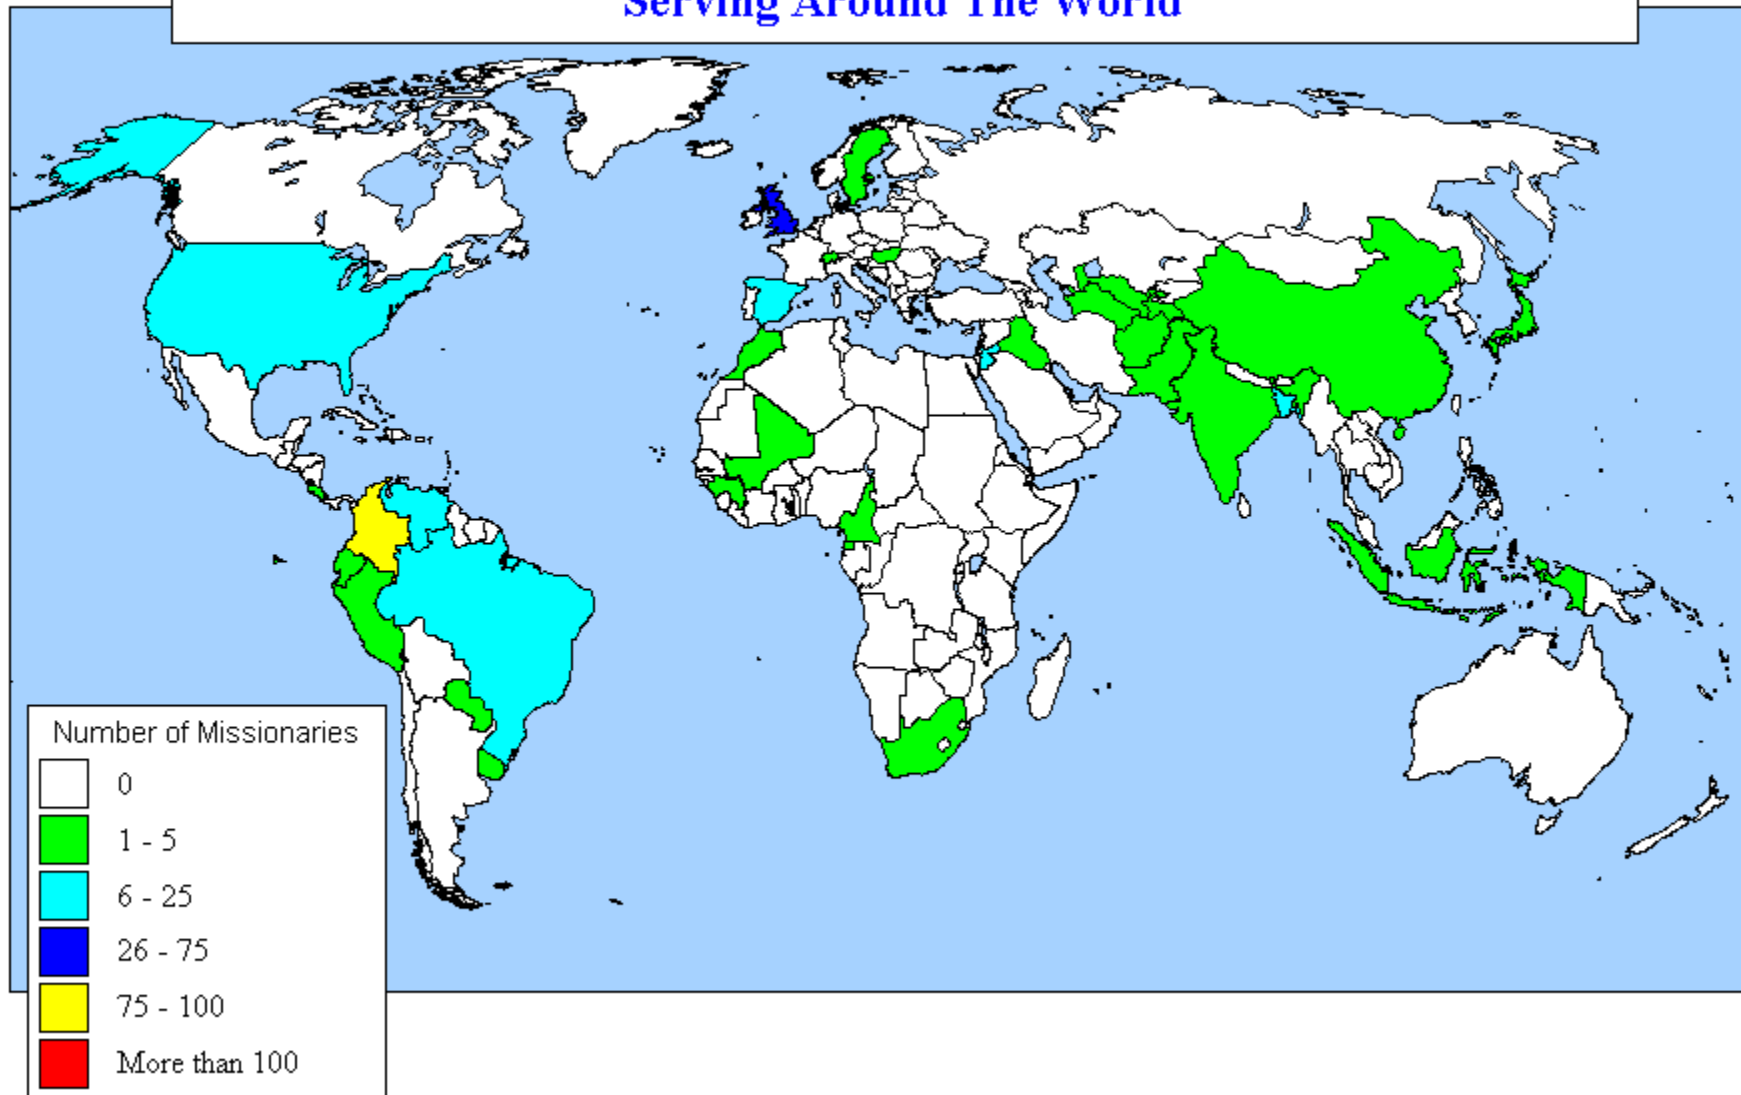 Serving Around The World
Number of Missionaries
0
1 - 5
6 - 25
26 - 75
75 - 100
More than 100